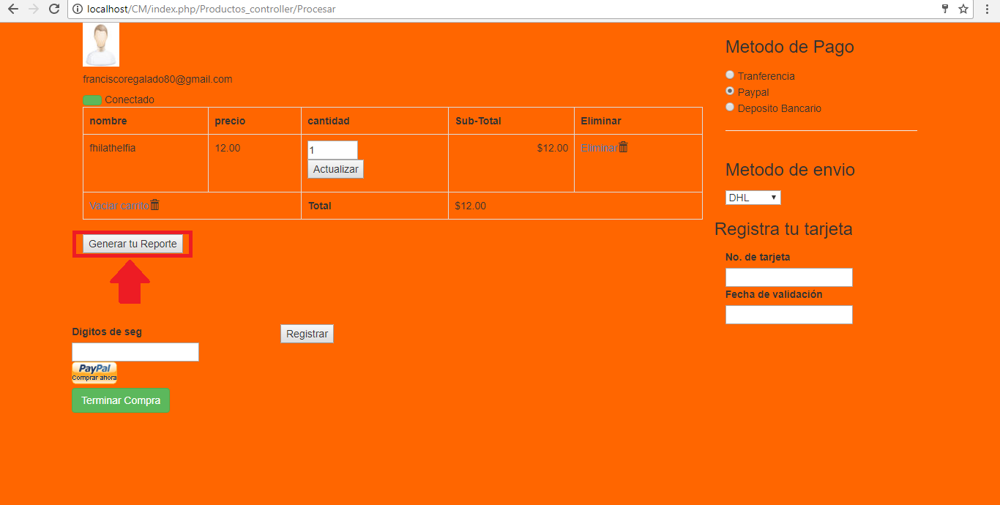 localhost/CM/index.php/Productos_controller/Procesar
franciscoregalado80@gmail.com
Conectado
nombre precio cantidad Sub-Total Eliminar
fhilathelfia 12.00 1 $12.00 Eliminar
Actualizar
Vaciar carrito Total $12.00
Generar tu Reporte
Digitos de seg
Registrar
PayPal
Comprar ahora
Terminar Compra
Metodo de Pago
Tranferencia
Paypal
Deposito Bancario
Metodo de envio
DHL
Registra tu tarjeta
No. de tarjeta
Fecha de validación